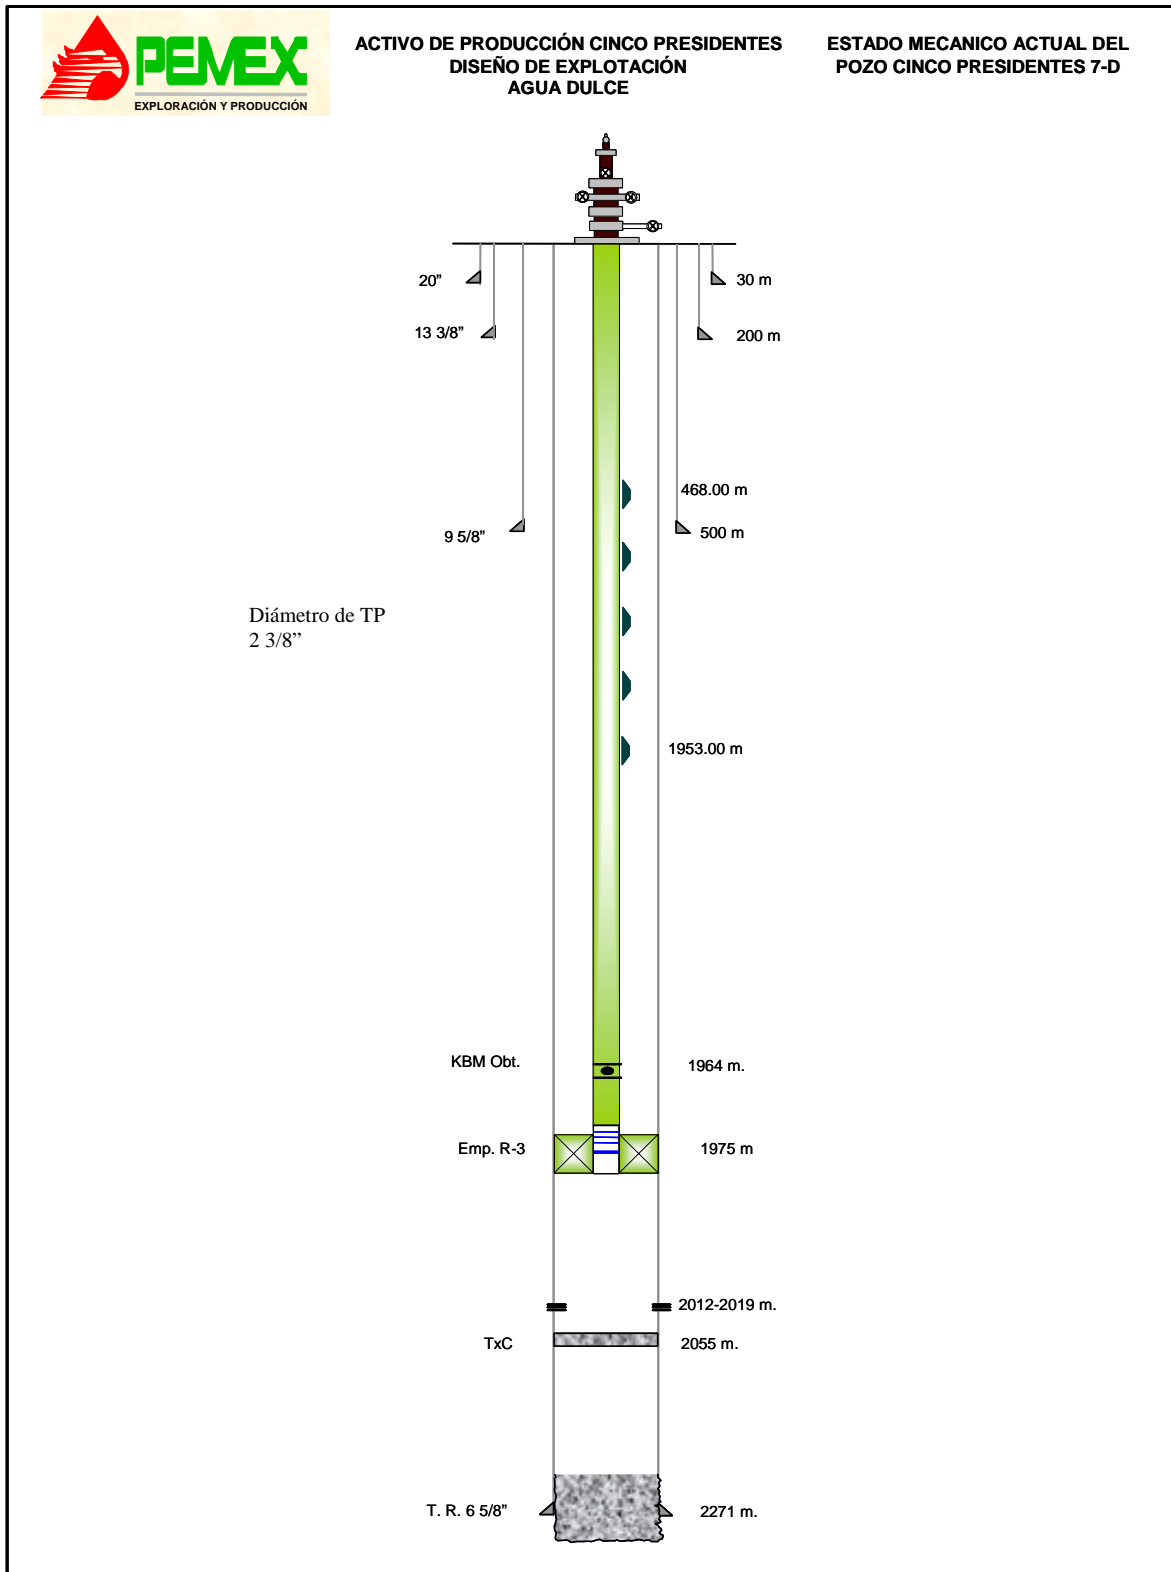 PEMEX
EXPLORACIÓN Y PRODUCCIÓN
ACTIVO DE PRODUCCIÓN CINCO PRESIDENTES
DISEÑO DE EXPLOTACIÓN
AGUA DULCE
ESTADO MECANICO ACTUAL DEL
POZO CINCO PRESIDENTES 7-D
20”
30 m
13 3/8”
200 m
468.00 m
9 5/8”
500 m
Diámetro de TP
2 3/8”
1953.00 m
KBM Obt.
1964 m.
Emp. R-3
1975 m
2012-2019 m.
TxC
2055 m.
T. R. 6 5/8”
2271 m.